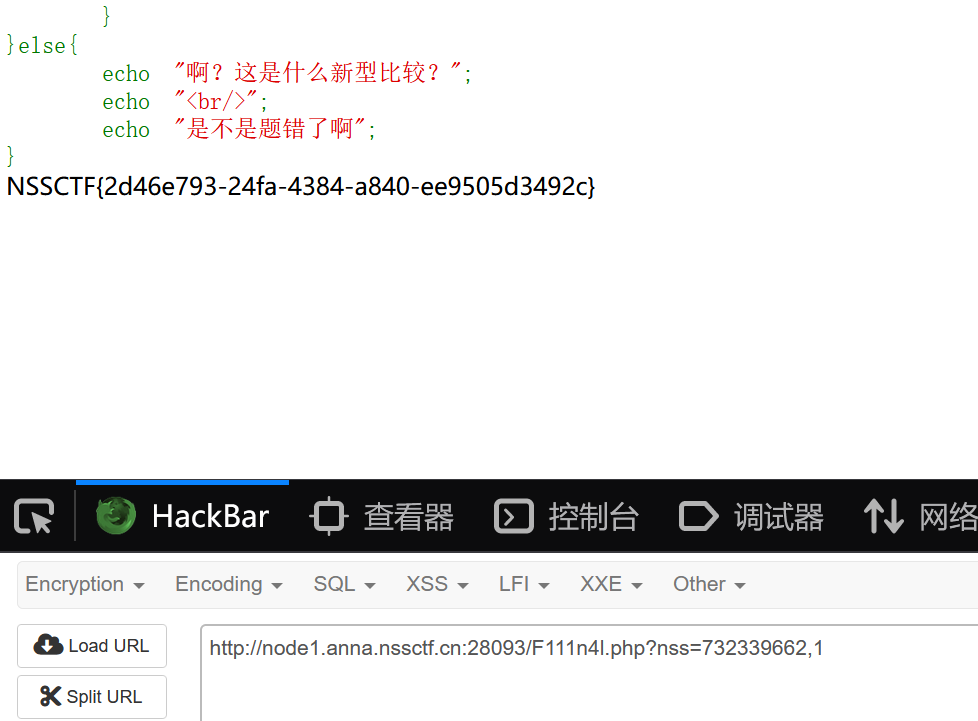 }
}else{
echo "啊？这是什么新型比较？";
echo "<br/>";
echo "是不是题错了啊";
}
NSSCTF{2d46e793-24fa-4384-a840-ee9505d3492c}
HackBar 查看器 控制台 调试器 网络
Encryption Encoding SQL XSS LFI XXE Other
Load URL http://node1.anna.nssctf.cn:28093/F111n4l.php?nss=732339662,1
Split URL